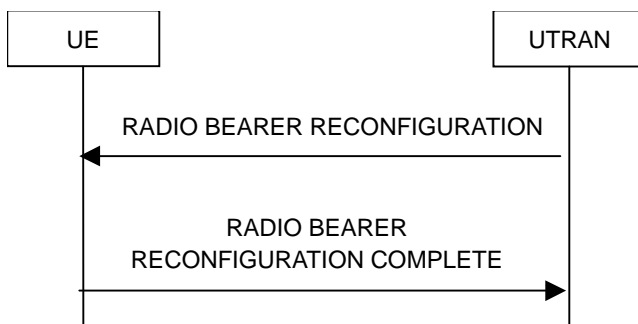 UE
UTRAN
RADIO BEARER RECONFIGURATION
RADIO BEARER
RECONFIGURATION COMPLETE